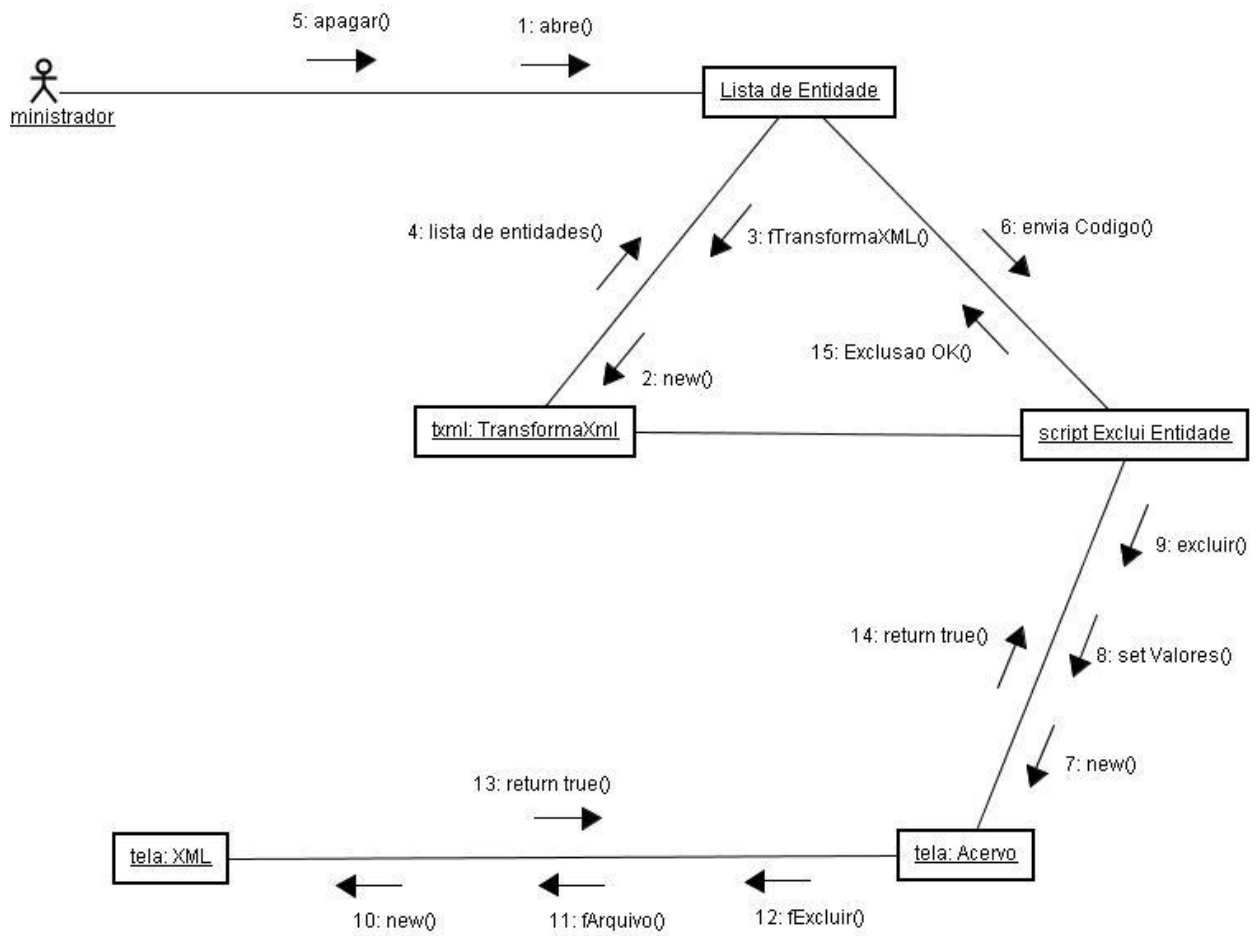 5: apagar()
1: abre()
ministrador
Lista de Entidade
4: lista de entidades()
3: fTransformaXML()
6: envia Codigo()
15: Exclusao OK()
2: new()
txml: TransformaXml
script Exclui Entidade
9: excluir()
14: return true()
8: set Valores()
7: new()
13: return true()
tela: XML
tela: Acervo
10: new()
11: fArquivo()
12: fExcluir()